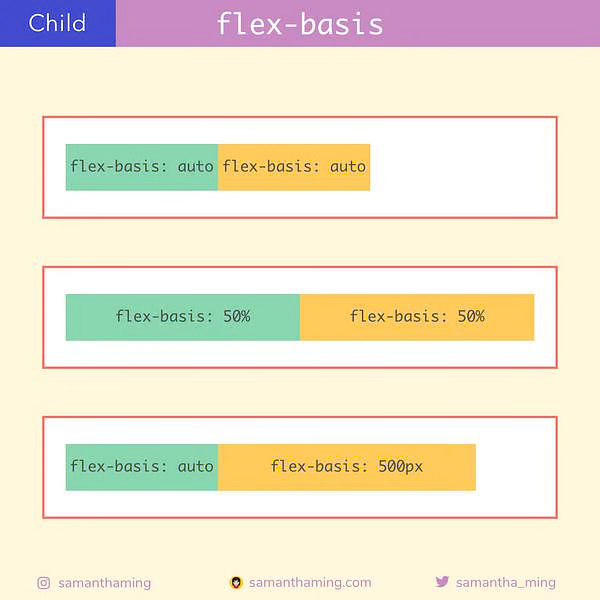 Child flex-basis
flex-basis: auto flex-basis: auto
flex-basis: 50% flex-basis: 50%
flex-basis: auto flex-basis: 500px
samanthaming samanthaming.com samantha_ming